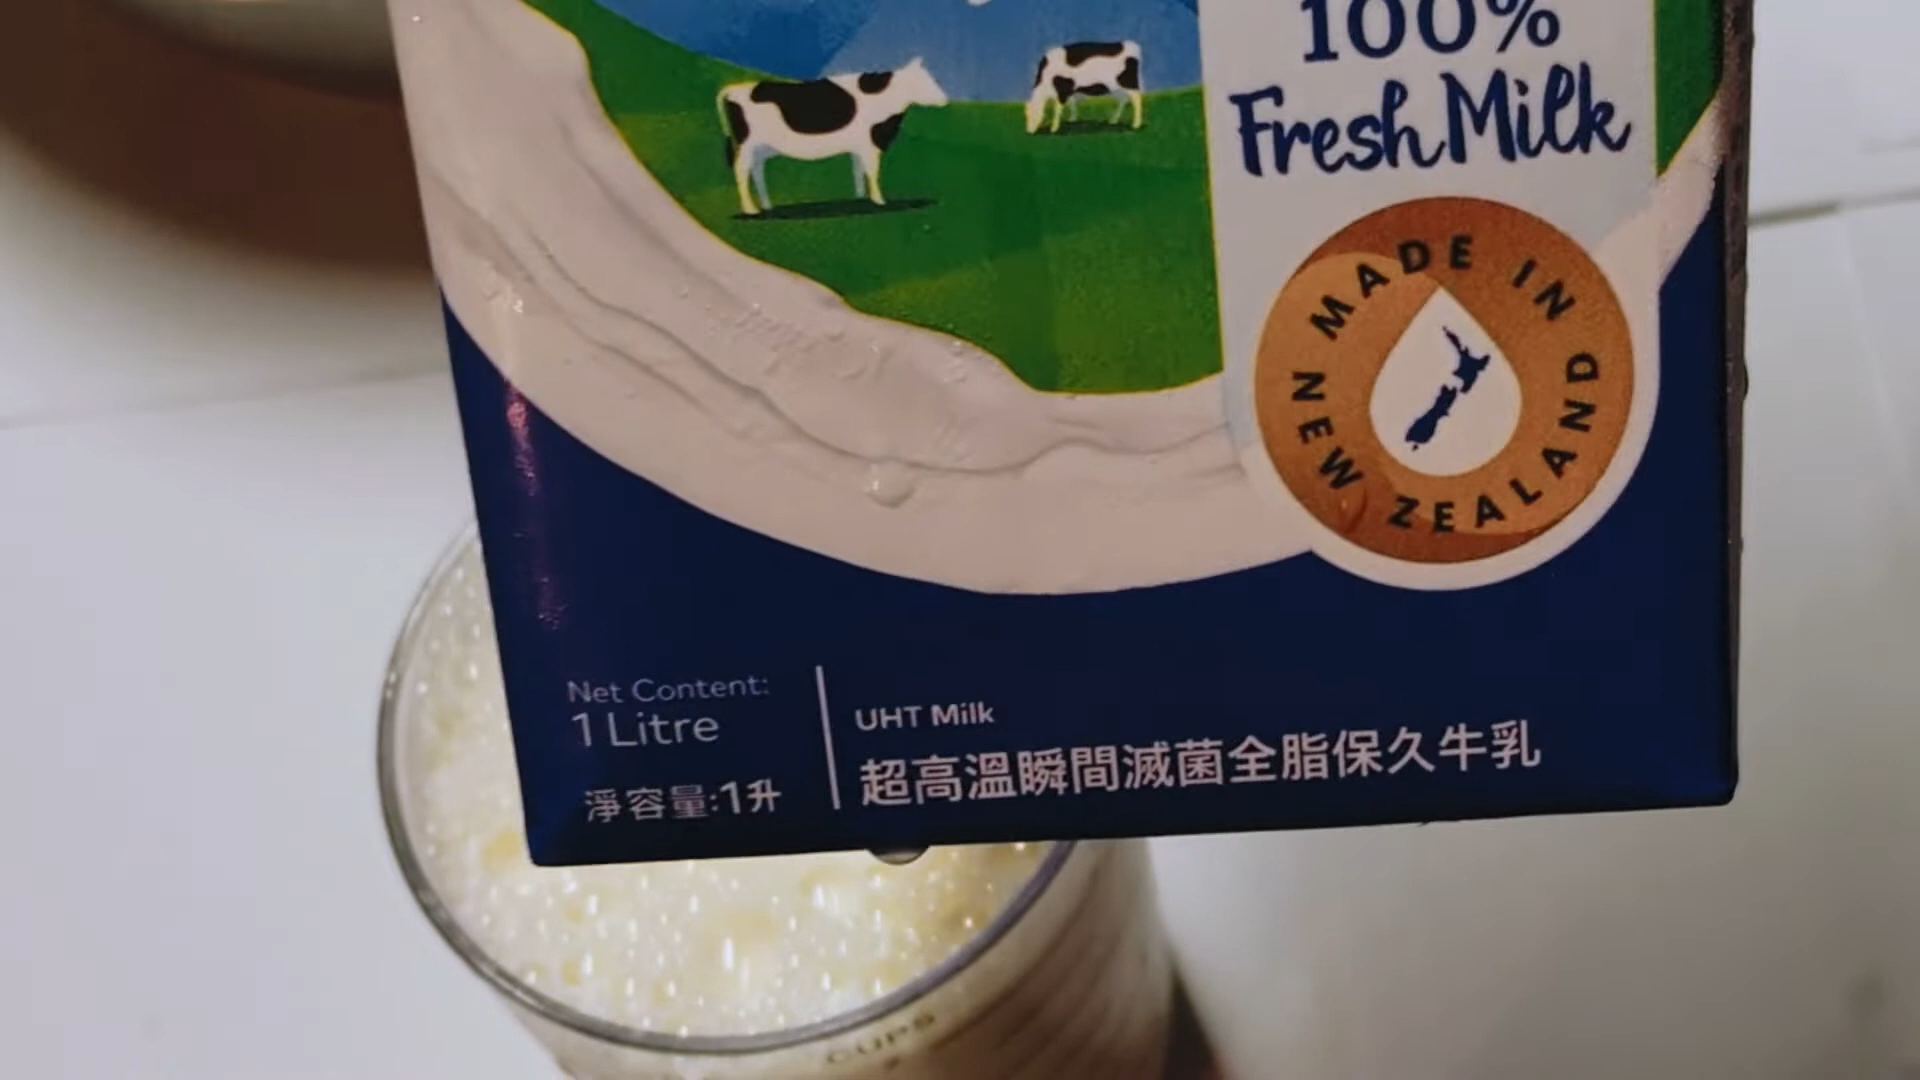 100%
Fresh Milk
MADE IN
NEW ZEALAND
Net Content:
1 Litre
淨容量:1升
UHT Milk
超高溫瞬間滅菌全脂保久牛乳
CUPS